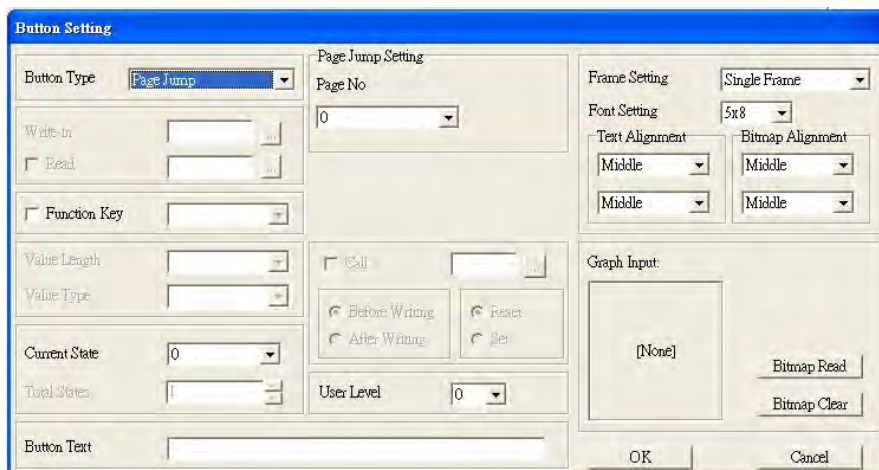 Button Setting
Button Type
Page Jump
Write-in
...
Read
...
Function Key
Value Length
Value Type
Current State
0
Total States
1
Button Text
Page Jump Setting
Page No
0
Call
...
Before Writing
After Writing
Reset
Set
User Level
0
Frame Setting
Single Frame
Font Setting
5x8
Text Alignment
Middle
Middle
Bitmap Alignment
Middle
Middle
Graph Input:
[None]
Bitmap Read
Bitmap Clear
OK
Cancel